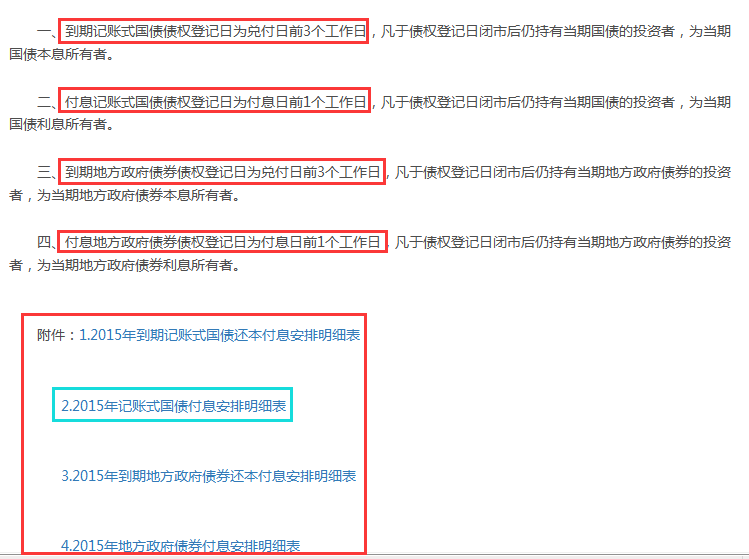 一、到期记账式国债债权登记日为兑付日前3个工作日，凡于债权登记日闭市后仍持有当期国债的投资者，为当期
国债本息所有者。
二、付息记账式国债债权登记日为付息日前1个工作日，凡于债权登记日闭市后仍持有当期国债的投资者，为当期
国债利息所有者。
三、到期地方政府债券债权登记日为兑付日前3个工作日，凡于债权登记日闭市后仍持有当期地方政府债券的投资
者，为当期地方政府债券本息所有者。
四、付息地方政府债券债权登记日为付息日前1个工作日，凡于债权登记日闭市后仍持有当期地方政府债券的投资
者，为当期地方政府债券利息所有者。
附件：1.2015年到期记账式国债还本付息安排明细表
2.2015年记账式国债付息安排明细表
3.2015年到期地方政府债券还本付息安排明细表
4.2015年地方政府债券付息安排明细表